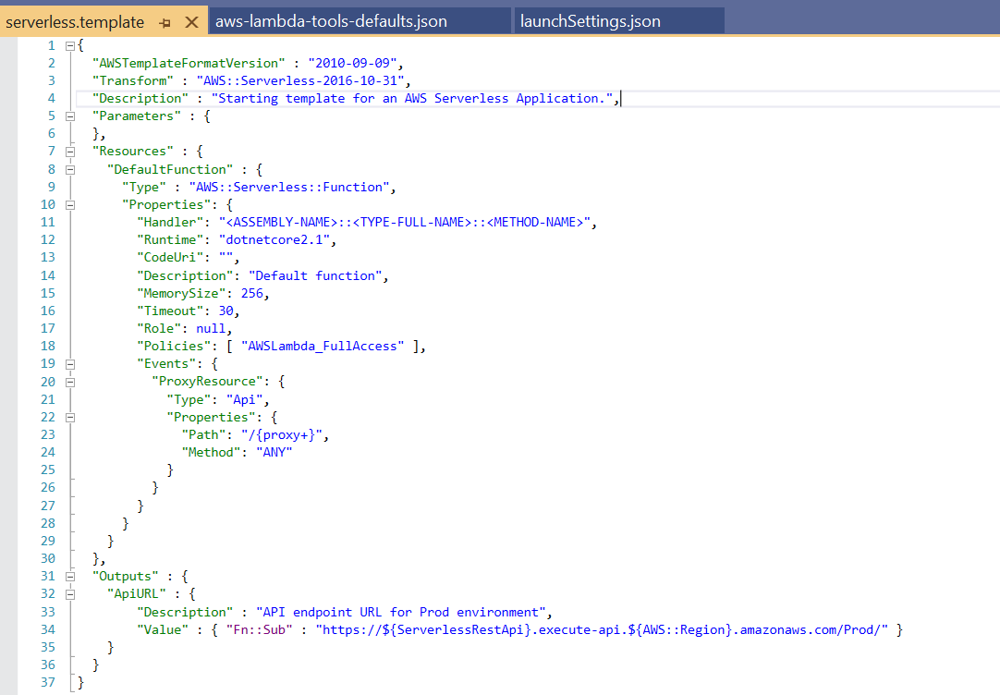 serverless.template
aws-lambda-tools-defaults.json
launchSettings.json
1 {
2   "AWSTemplateFormatVersion" : "2010-09-09",
3   "Transform" : "AWS::Serverless-2016-10-31",
4   "Description" : "Starting template for an AWS Serverless Application.",
5   "Parameters" : {
6   },
7   "Resources" : {
8     "DefaultFunction" : {
9       "Type" : "AWS::Serverless::Function",
10       "Properties": {
11         "Handler": "<ASSEMBLY-NAME>::<TYPE-FULL-NAME>::<METHOD-NAME>",
12         "Runtime": "dotnetcore2.1",
13         "CodeUri": "",
14         "Description": "Default function",
15         "MemorySize": 256,
16         "Timeout": 30,
17         "Role": null,
18         "Policies": [ "AWSLambda_FullAccess" ],
19         "Events": {
20           "ProxyResource": {
21             "Type": "Api",
22             "Properties": {
23               "Path": "/{proxy+}",
24               "Method": "ANY"
25             }
26           }
27         }
28       }
29     }
30   },
31   "Outputs" : {
32     "ApiURL" : {
33         "Description" : "API endpoint URL for Prod environment",
34         "Value" : { "Fn::Sub" : "https://${ServerlessRestApi}.execute-api.${AWS::Region}.amazonaws.com/Prod/" }
35     }
36   }
37 }